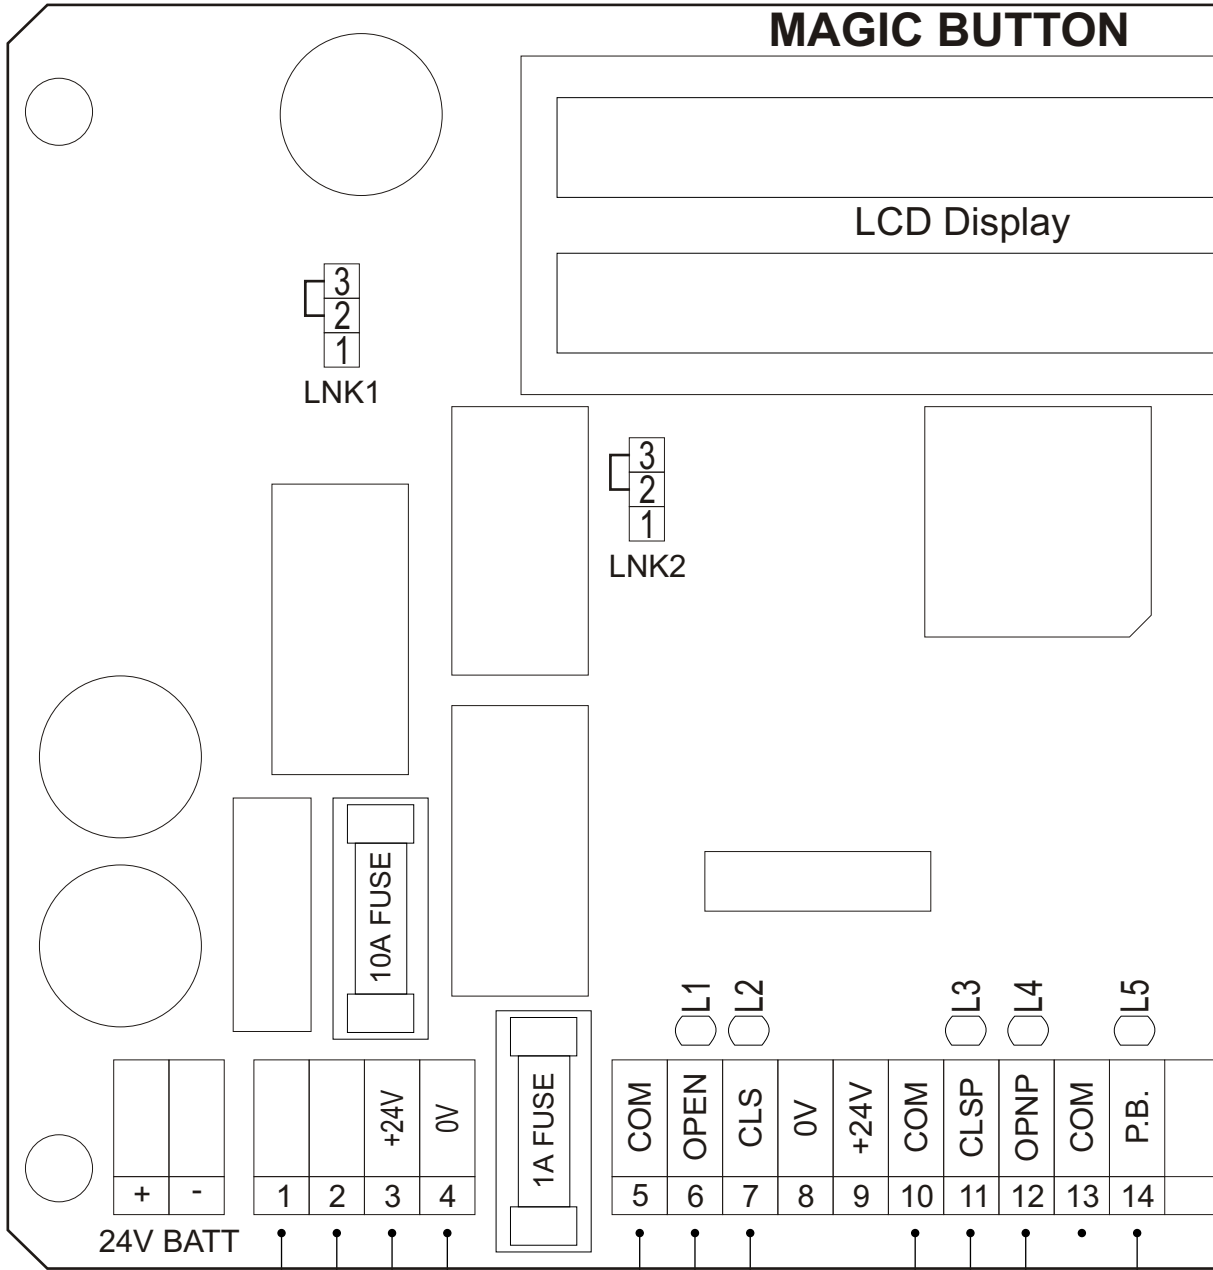 MAGIC BUTTON
LCD Display
3
2
1
LNK1
3
2
1
LNK2
10A FUSE
L1
L2
L3
L4
L5
1A FUSE
+24V
0V
COM
OPEN
CLS
0V
+24V
COM
CLSP
OPNP
COM
P.B.
+ - 1 2 3 4 5 6 7 8 9 10 11 12 13 14
24V BATT